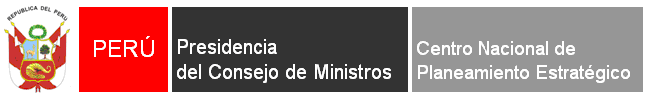 REPUBLICA DEL PERU
PERÚ
Presidencia
del Consejo de Ministros
Centro Nacional de
Planeamiento Estratégico